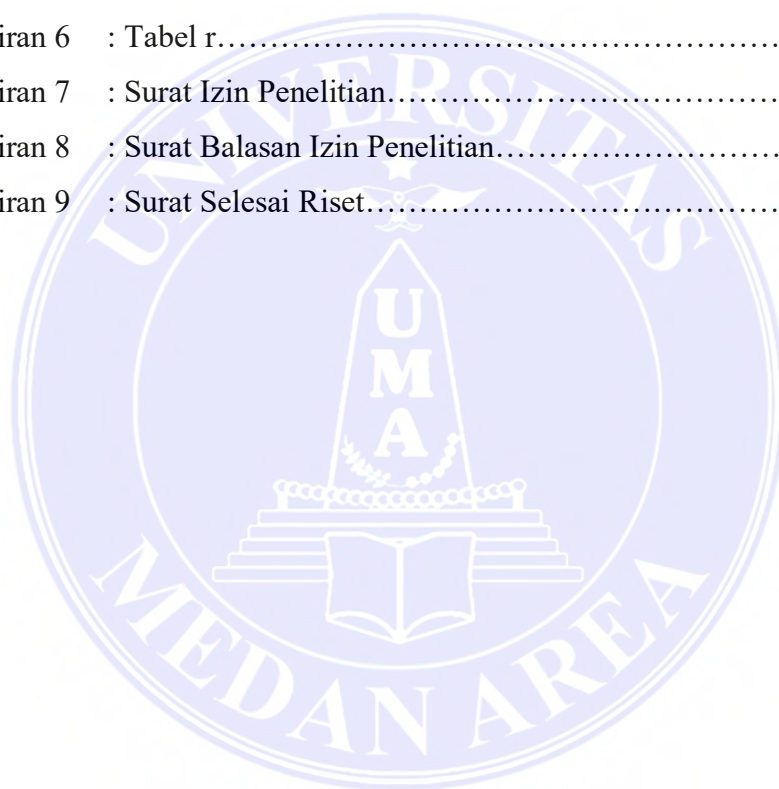 iran 6 : Tabel r……………………………………………………
iran 7 : Surat Izin Penelitian…………………………………
iran 8 : Surat Balasan Izin Penelitian………………………
iran 9 : Surat Selesai Riset……………………………………
UNIVERSITAS
UMA
MEDAN AREA